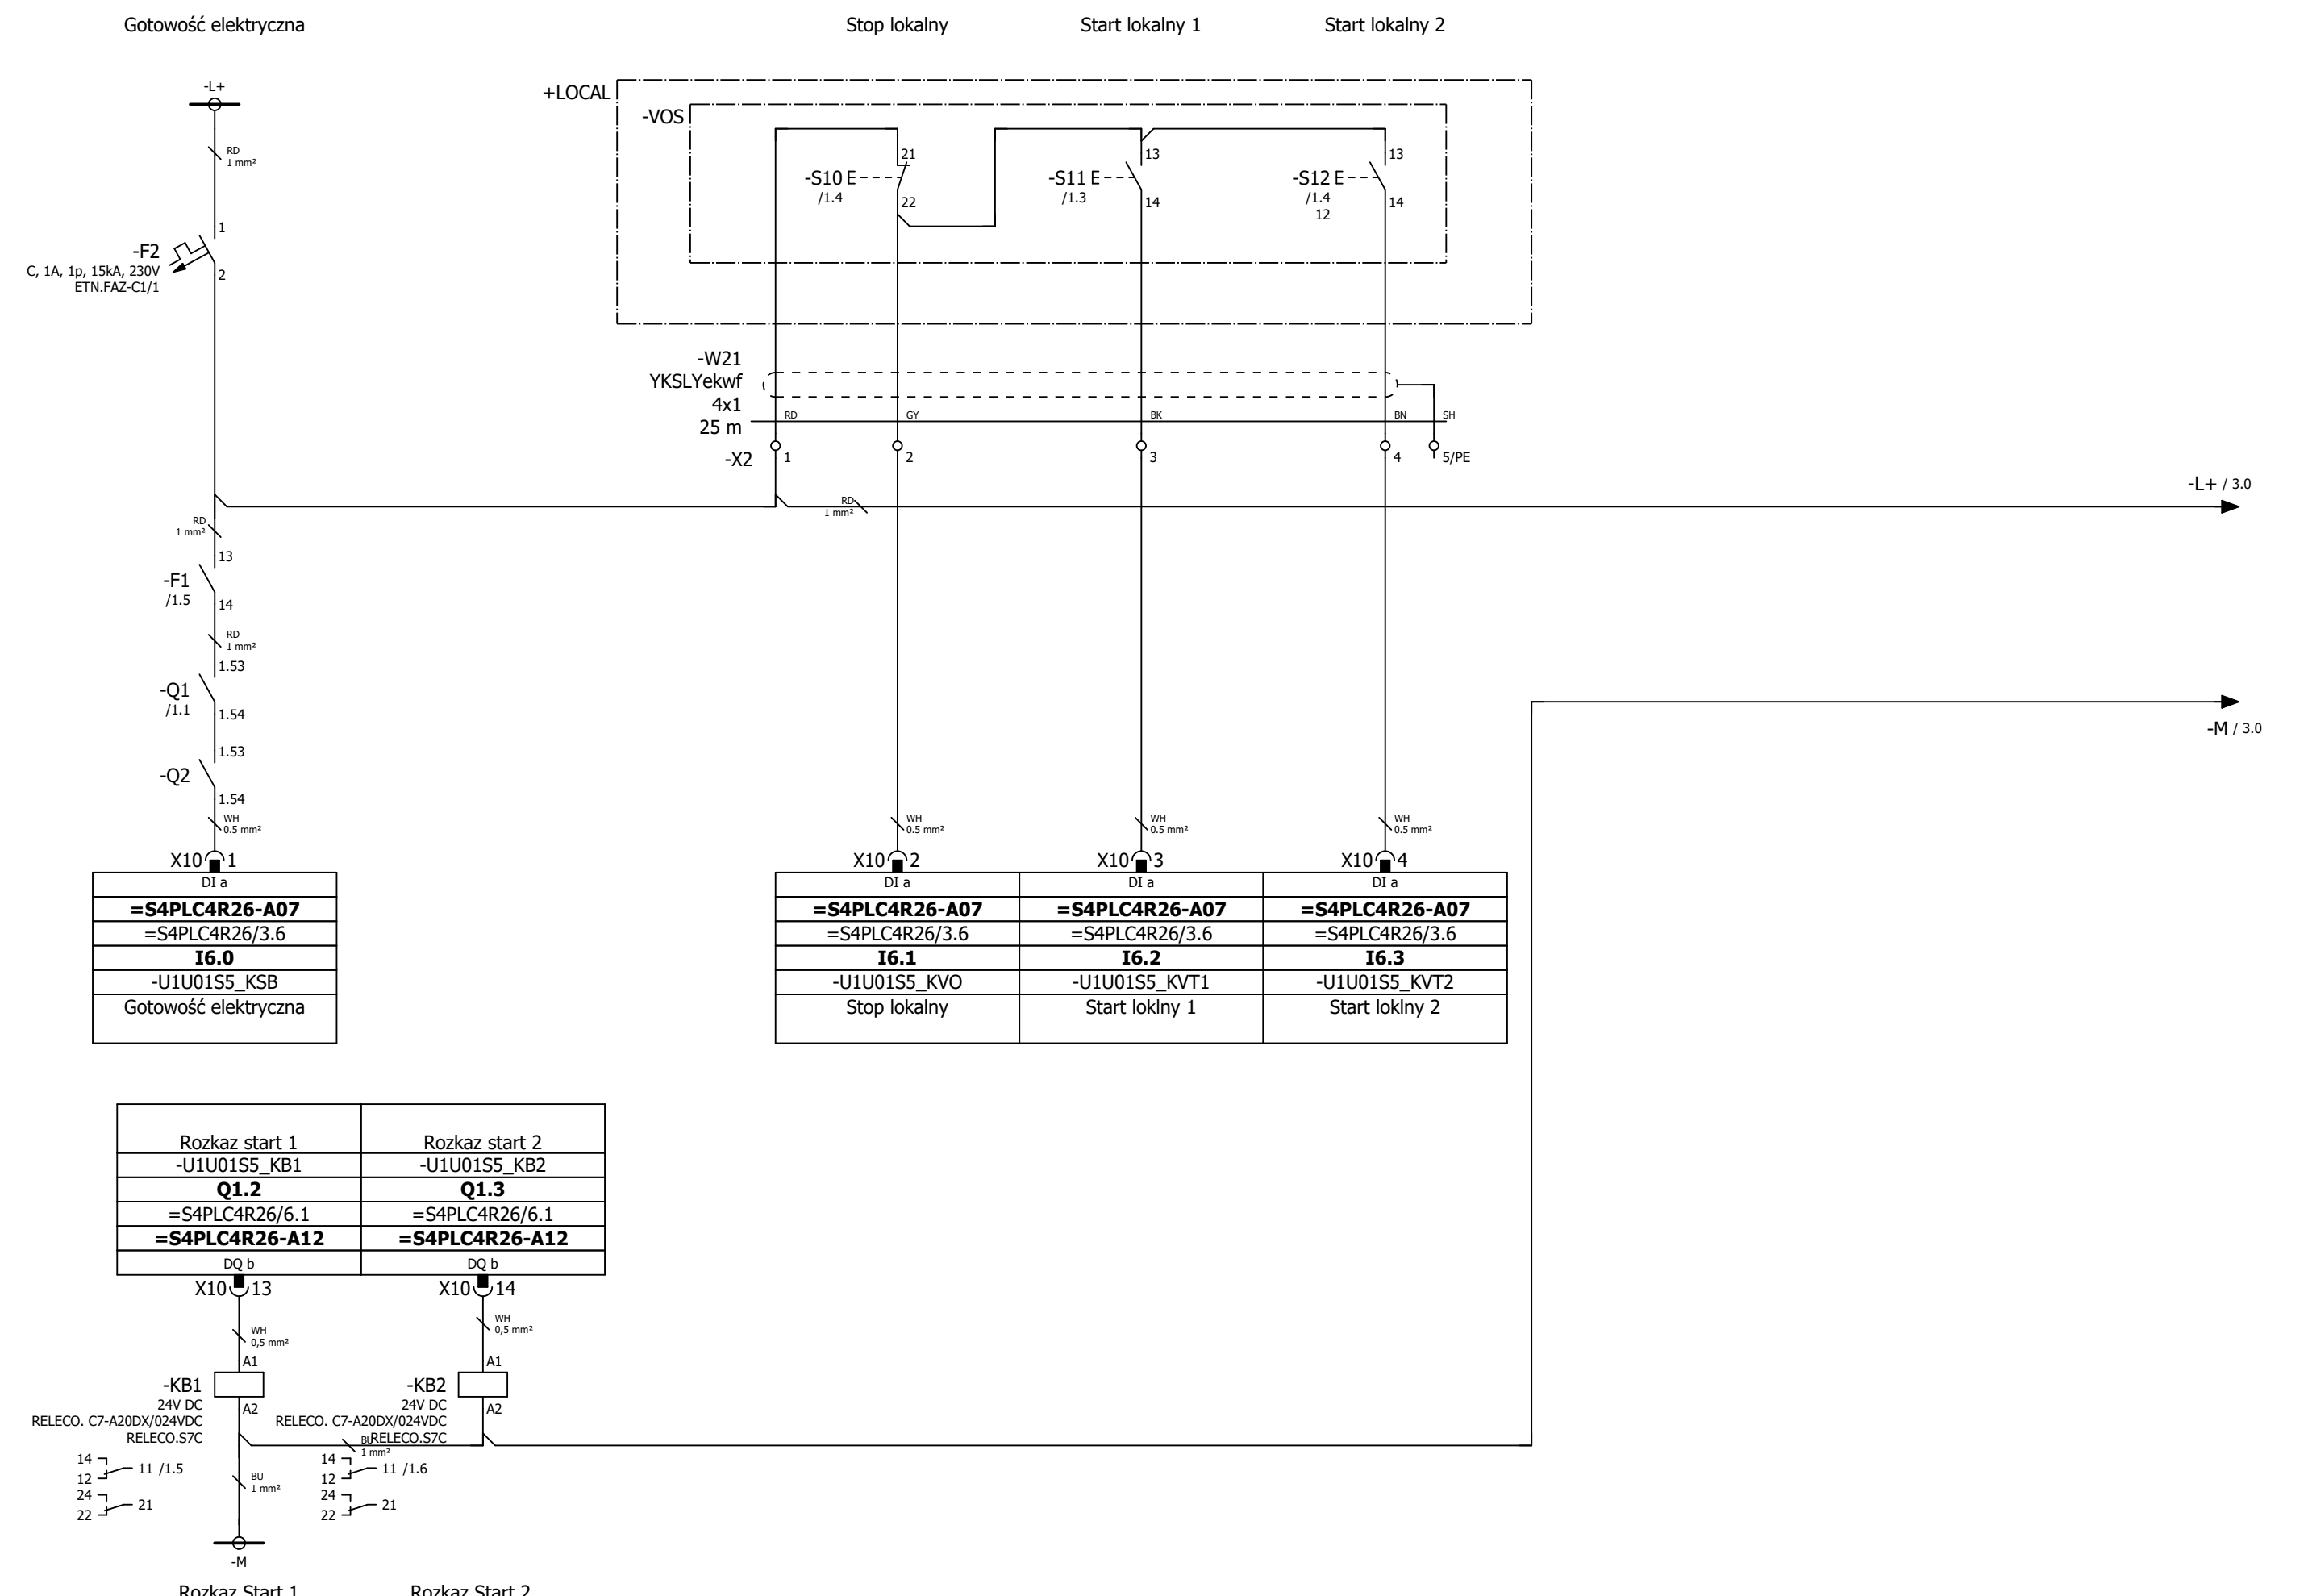 Gotowość elektryczna
Stop lokalny
Start lokalny 1
Start lokalny 2
-L+
+LOCAL
-VOS
RD
1 mm²
21
-S10 E
/1.4
22
13
-S11 E
/1.3
14
13
-S12 E
/1.4
12
14
1
-F2
C, 1A, 1p, 15kA, 230V
ETN.FAZ-C1/1
2
-W21
YKSLYekwf
4x1
25 m
RD
GY
BK
BN
SH
-X2
1
2
3
4
5/PE
-L+ / 3.0
RD
1 mm²
RD
1 mm²
13
-F1
/1.5
14
RD
1 mm²
1.53
-Q1
/1.1
1.54
-M / 3.0
1.53
-Q2
1.54
WH
0.5 mm²
WH
0.5 mm²
WH
0.5 mm²
WH
0.5 mm²
X10 1
X10 2
X10 3
X10 4
DI a
=S4PLC4R26-A07
=S4PLC4R26/3.6
I6.0
-U1U01S5_KSB
Gotowość elektryczna
DI a
=S4PLC4R26-A07
=S4PLC4R26/3.6
I6.1
-U1U01S5_KVO
Stop lokalny
DI a
=S4PLC4R26-A07
=S4PLC4R26/3.6
I6.2
-U1U01S5_KVT1
Start loklny 1
DI a
=S4PLC4R26-A07
=S4PLC4R26/3.6
I6.3
-U1U01S5_KVT2
Start loklny 2
Rozkaz start 1
-U1U01S5_KB1
Q1.2
=S4PLC4R26/6.1
=S4PLC4R26-A12
DQ b
X10 13
Rozkaz start 2
-U1U01S5_KB2
Q1.3
=S4PLC4R26/6.1
=S4PLC4R26-A12
DQ b
X10 14
WH
0,5 mm²
WH
0,5 mm²
A1
-KB1
24V DC
A2
RELECO. C7-A20DX/024VDC
RELECO.S7C
A1
-KB2
24V DC
A2
RELECO. C7-A20DX/024VDC
RELECO.S7C
BU
1 mm²
14
12
11 /1.5
24
22
21
14
12
11 /1.6
24
22
21
BU
1 mm²
-M
Rozkaz Start 1
Rozkaz Start 2